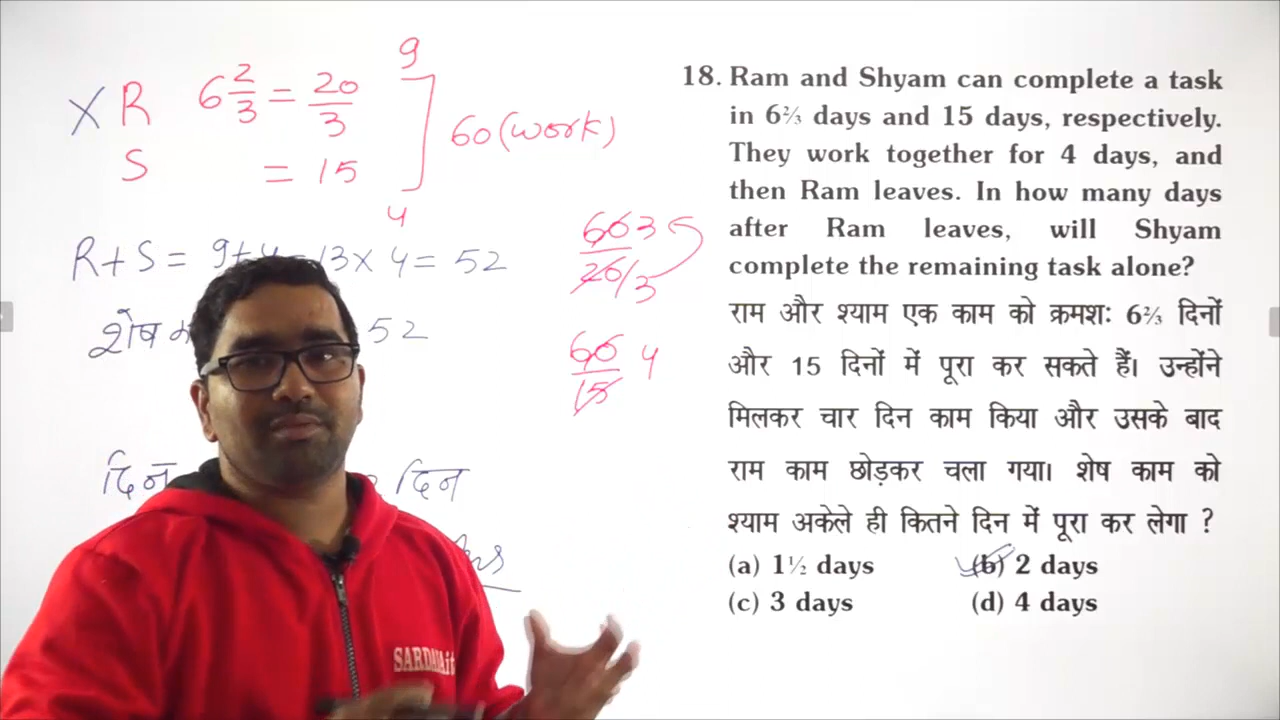 X R 6 2/3 = 20/3 9
S = 15 4
60 (work)
R+S = 9+4 = 13 x 4 = 52
शेष 52
60/20/3 3
60/15 4
दिन दिन
Ans
SARDANA
18. Ram and Shyam can complete a task
in 6⅔ days and 15 days, respectively.
They work together for 4 days, and
then Ram leaves. In how many days
after Ram leaves, will Shyam
complete the remaining task alone?
राम और श्याम एक काम को क्रमशः 6⅔ दिनों
और 15 दिनों में पूरा कर सकते हैं। उन्होंने
मिलकर चार दिन काम किया और उसके बाद
राम काम छोड़कर चला गया। शेष काम को
श्याम अकेले ही कितने दिन में पूरा कर लेगा ?
(a) 1½ days (b) 2 days
(c) 3 days (d) 4 days